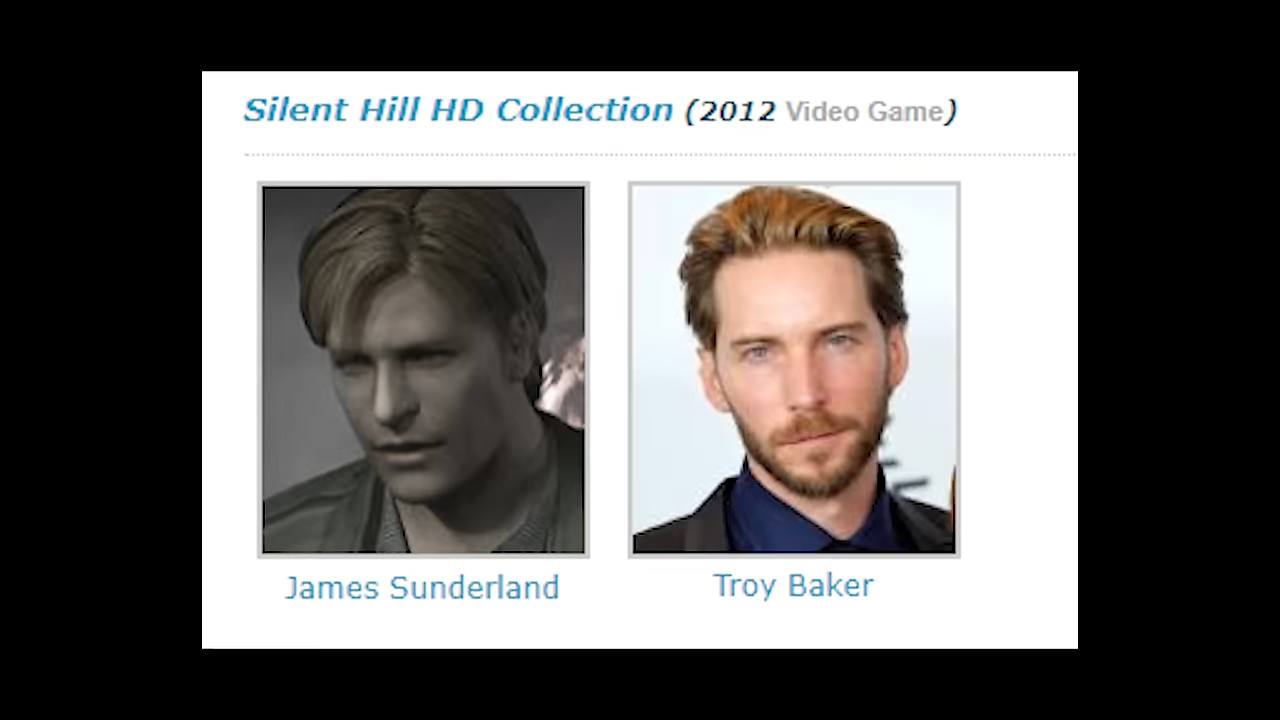 Silent Hill HD Collection (2012 Video Game)
James Sunderland
Troy Baker